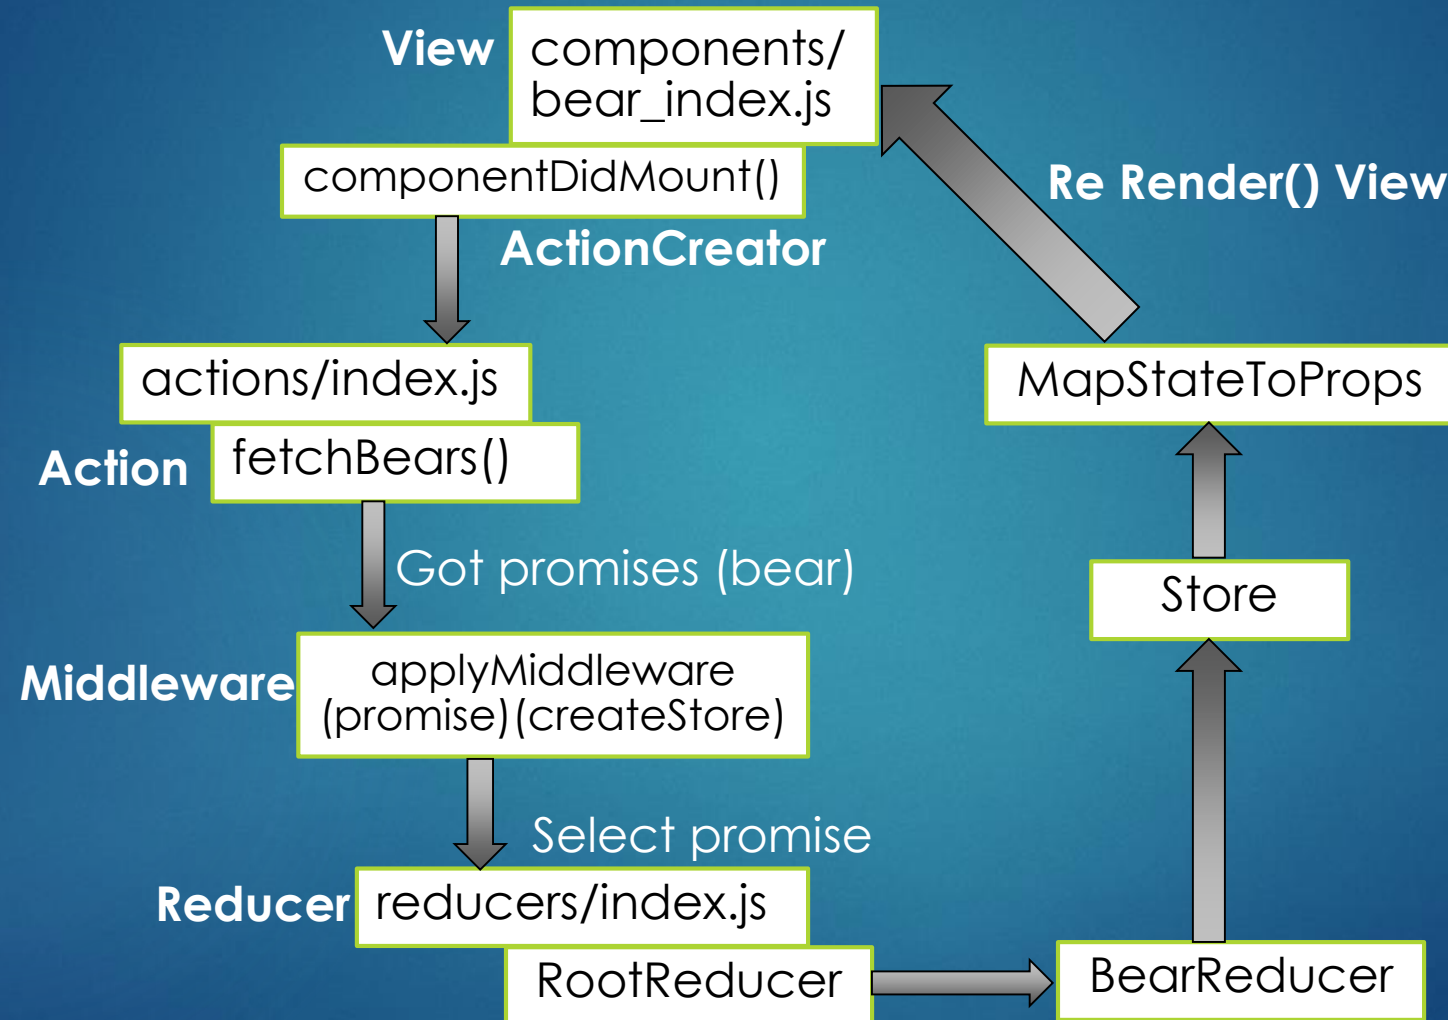 View
components/
bear_index.js
componentDidMount()
Re Render() View
ActionCreator
actions/index.js
MapStateToProps
Action
fetchBears()
Got promises (bear)
Store
Middleware
applyMiddleware
(promise)(createStore)
Select promise
Reducer
reducers/index.js
RootReducer
BearReducer